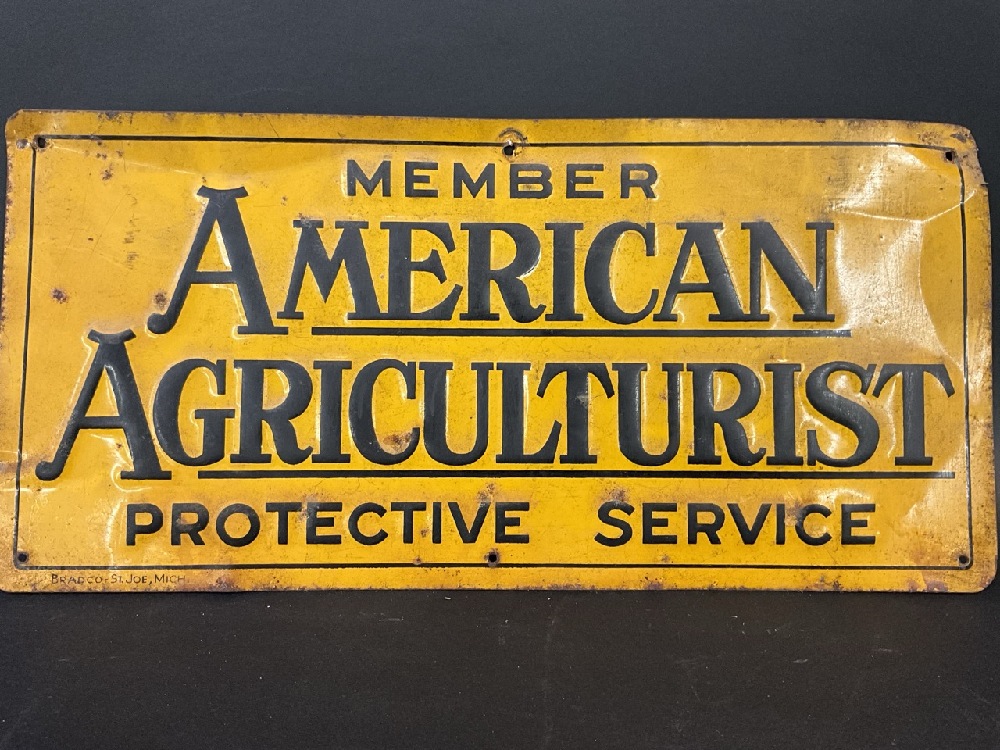 MEMBER
AMERICAN
AGRICULTURIST
PROTECTIVE SERVICE
BRADCO-ST. JOE, MICH.